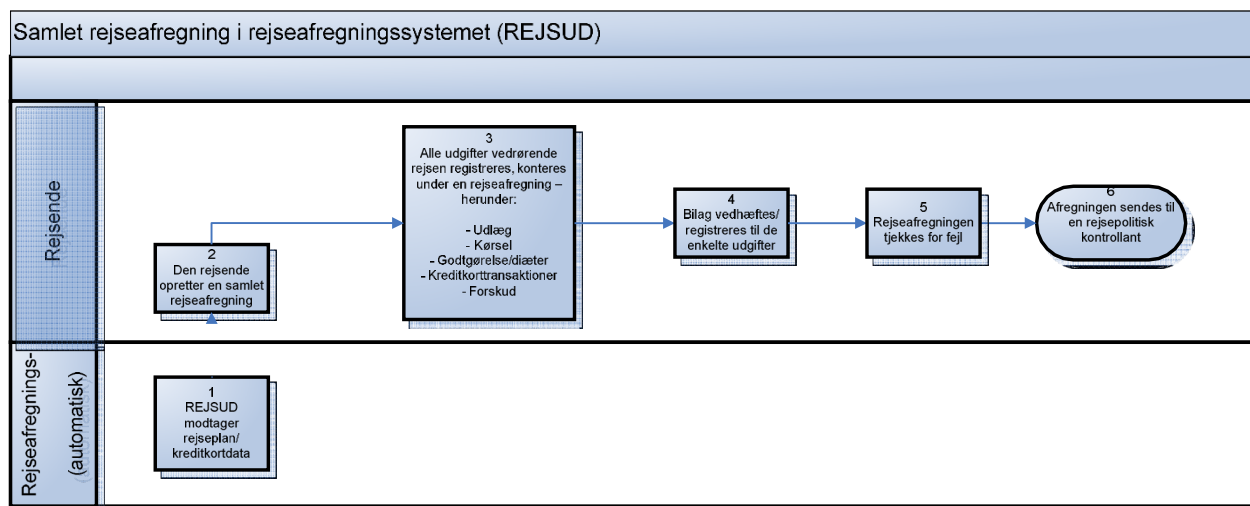 Samlet rejseafregning i rejseafregningssystemet (REJSUD)
Rejsende
3
Alle udgifter vedrørende
rejsen registreres, konteres
under en rejseafregning –
herunder:
- Udlæg
- Kørsel
- Godtgørelse/diæter
- Kreditkorttransaktioner
- Forskud
2
Den rejsende
opretter en samlet
rejseafregning
4
Bilag vedhæftes/
registreres til de
enkelte udgifter
5
Rejseafregningen
tjekkes for fejl
6
Afregningen sendes til
en rejsepolitisk
kontrollant
Rejseafregnings-
(automatisk)
1
REJSUD
modtager
rejseplan/
kreditkortdata